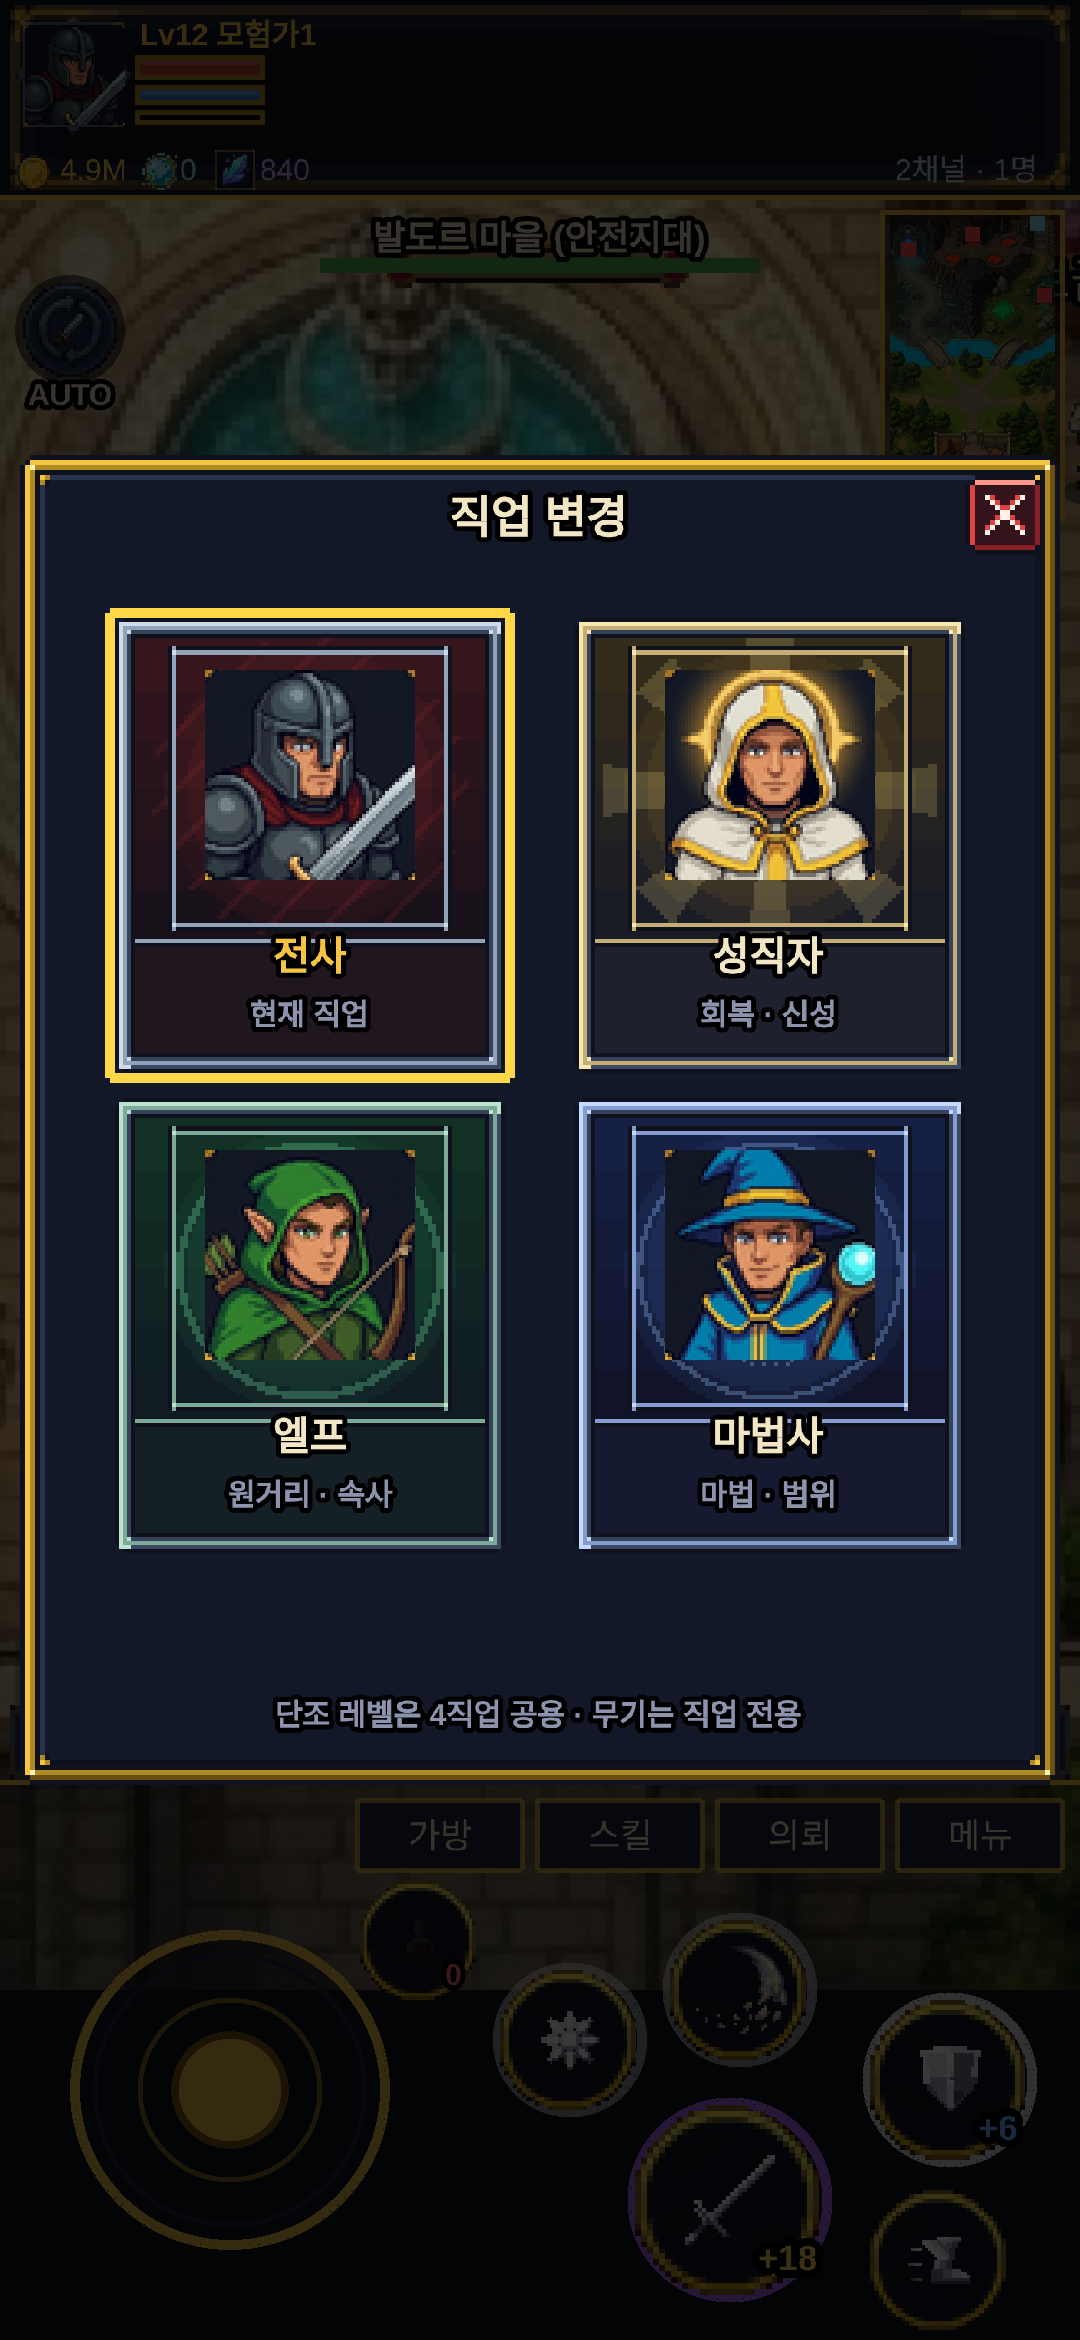 Lv12 모험가1
4.9M 0 840 2채널 · 1명
발도르 마을 (안전지대)
AUTO
직업 변경
전사 성직자
현재 직업 회복 · 신성
엘프 마법사
원거리 · 속사 마법 · 범위
단조 레벨은 4직업 공용 · 무기는 직업 전용
가방 스킬 의뢰 메뉴
0
+6
+18